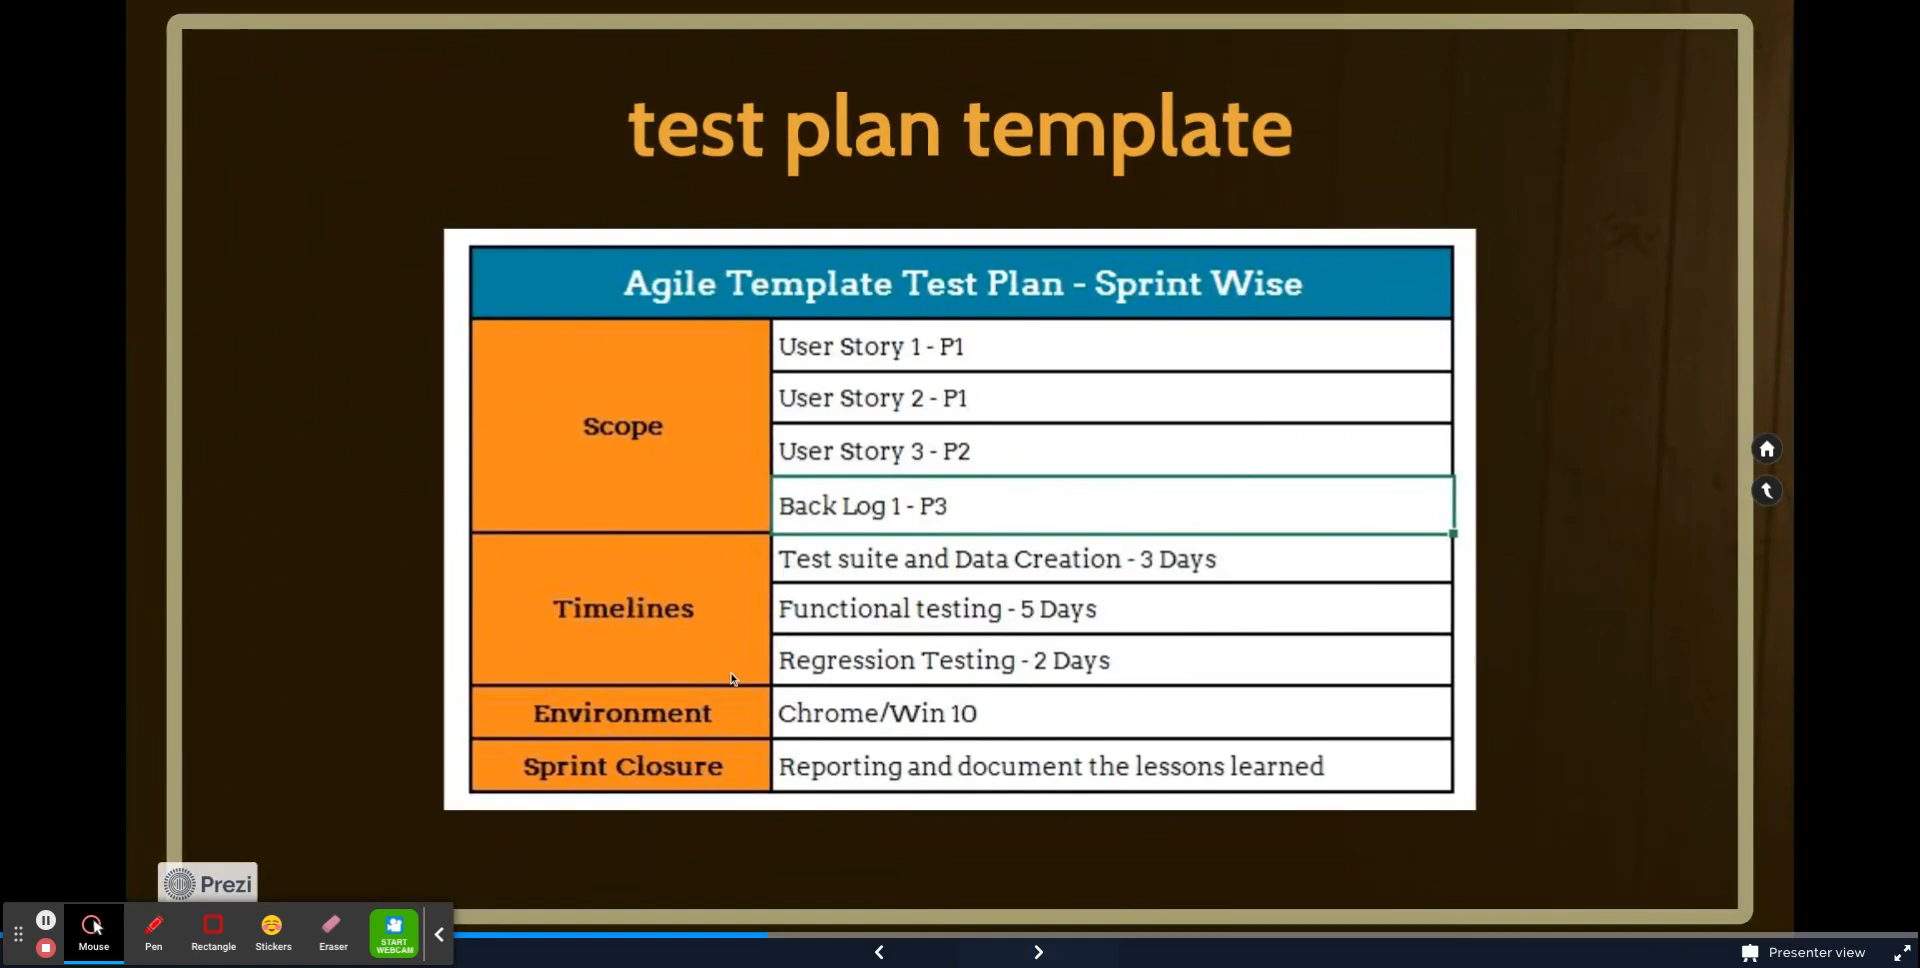 test plan template
Agile Template Test Plan - Sprint Wise
Scope
User Story 1 - P1
User Story 2 - P1
User Story 3 - P2
Back Log 1 - P3
Timelines
Test suite and Data Creation - 3 Days
Functional testing - 5 Days
Regression Testing - 2 Days
Environment
Chrome/Win 10
Sprint Closure
Reporting and document the lessons learned
Prezi
Mouse
Pen
Rectangle
Stickers
Eraser
START
WEBCAM
Presenter view